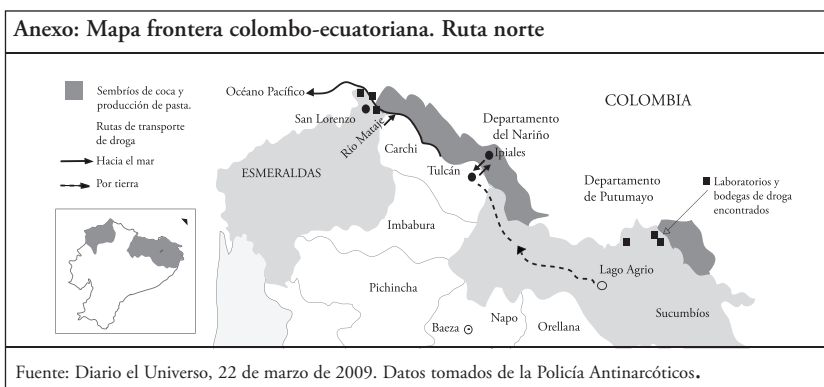 Anexo: Mapa frontera colombo-ecuatoriana. Ruta norte
Sembríos de coca y
producción de pasta.
Rutas de transporte
de droga
Hacia el mar
Por tierra
Océano Pacífico
San Lorenzo
Río Mataje
ESMERALDAS
Carchi
Tulcán
Departamento
del Nariño
Ipiales
COLOMBIA
Departamento
de Putumayo
Laboratorios y
bodegas de droga
encontrados
Imbabura
Pichincha
Lago Agrio
Baeza
Napo
Orellana
Sucumbíos
Fuente: Diario el Universo, 22 de marzo de 2009. Datos tomados de la Policía Antinarcóticos.